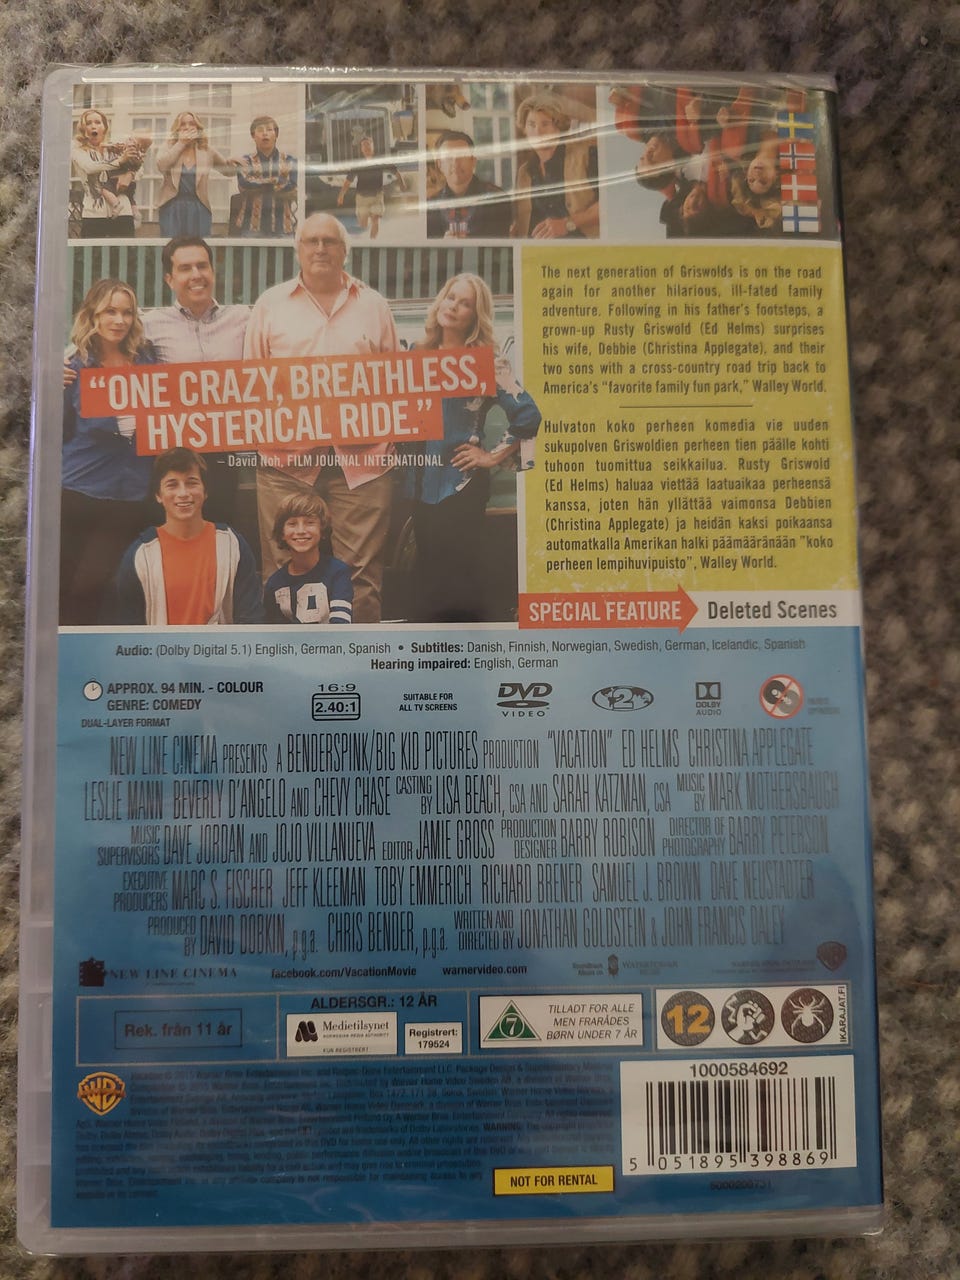 The next generation of Griswolds is on the road
again for another hilarious, ill-fated family
adventure. Following in his father's footsteps, a
grown-up Rusty Griswold (Ed Helms) surprises
his wife, Debbie (Christina Applegate), and their
two sons with a cross-country road trip back to
America's "favorite family fun park," Walley World.
Hulvaton koko perheen komedia vie uuden
sukupolven Griswoldien perheen tien päälle kohti
tuhoon tuomittua seikkailua. Rusty Griswold
(Ed Helms) haluaa viettää laatuaikaa perheensä
kanssa, joten hän yllättää vaimonsa Debbien
(Christina Applegate) ja heidän kaksi poikaansa
automatkalla Amerikan halki päämääränään "koko
perheen lempihuvipuisto", Walley World.
"ONE CRAZY, BREATHLESS,
HYSTERICAL RIDE."
– David Noh, FILM JOURNAL INTERNATIONAL
10
SPECIAL FEATURE Deleted Scenes
Audio: (Dolby Digital 5.1) English, German, Spanish • Subtitles: Danish, Finnish, Norwegian, Swedish, German, Icelandic, Spanish
Hearing impaired: English, German
APPROX. 94 MIN. - COLOUR
GENRE: COMEDY
DUAL-LAYER FORMAT
16:9
2.40:1
SUITABLE FOR
ALL TV SCREENS
DVD
VIDEO
2
DOLBY
AUDIO
NEW LINE CINEMA PRESENTS A BENDERSPINK/BIG KID PICTURES PRODUCTION "VACATION" ED HELMS CHRISTINA APPLEGATE
LESLIE MANN BEVERLY D'ANGELO AND CHEVY CHASE CASTING BY LISA BEACH, CSA AND SARAH KATZMAN, CSA MUSIC BY MARK MOTHERSBAUGH
MUSIC SUPERVISORS DAVE JORDAN AND JOJO VILLANUEVA EDITOR JAMIE GROSS PRODUCTION DESIGNER BARRY ROBISON DIRECTOR OF PHOTOGRAPHY BARRY PETERSON
EXECUTIVE PRODUCERS MARC S. FISCHER JEFF KLEEMAN TOBY EMMERICH RICHARD BRENER SAMUEL J. BROWN DAVE NEUSTADTER
PRODUCED BY DAVID DOBKIN, p.g.a. CHRIS BENDER, p.g.a. WRITTEN AND DIRECTED BY JONATHAN GOLDSTEIN & JOHN FRANCIS DALEY
NEW LINE CINEMA
facebook.com/VacationMovie
warnervideo.com
Soundtrack
Album on
WATERTOWER
MUSIC
Rek. från 11 år
ALDERSGR.: 12 ÅR
Medietilsynet
NORWEGIAN MEDIA AUTHORITY
KUN REGISTRERT
Registrert:
179524
7
TILLADT FOR ALLE
MEN FRARÅDES
BØRN UNDER 7 ÅR
12
IKARAJAT.FI
WB
NOT FOR RENTAL
1000584692
5 051895 398869